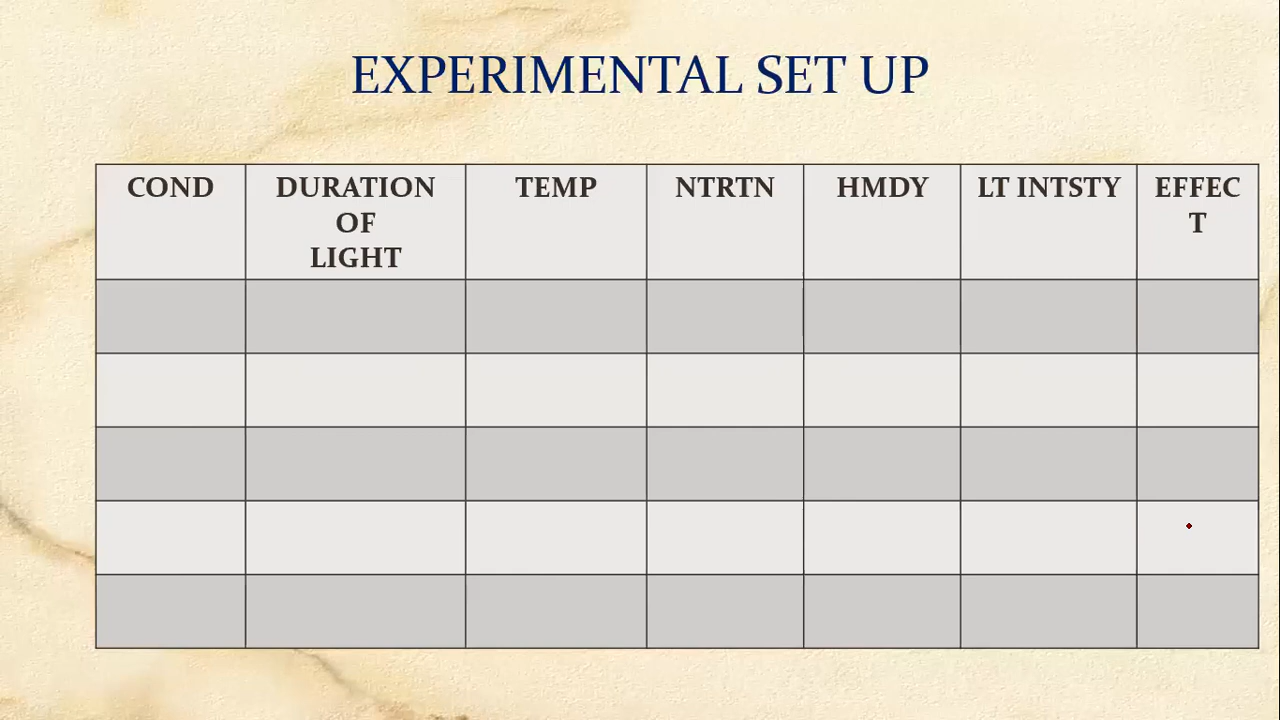 EXPERIMENTAL SET UP
COND
DURATION
OF
LIGHT
TEMP
NTRTN
HMDY
LT INTSTY
EFFEC
T